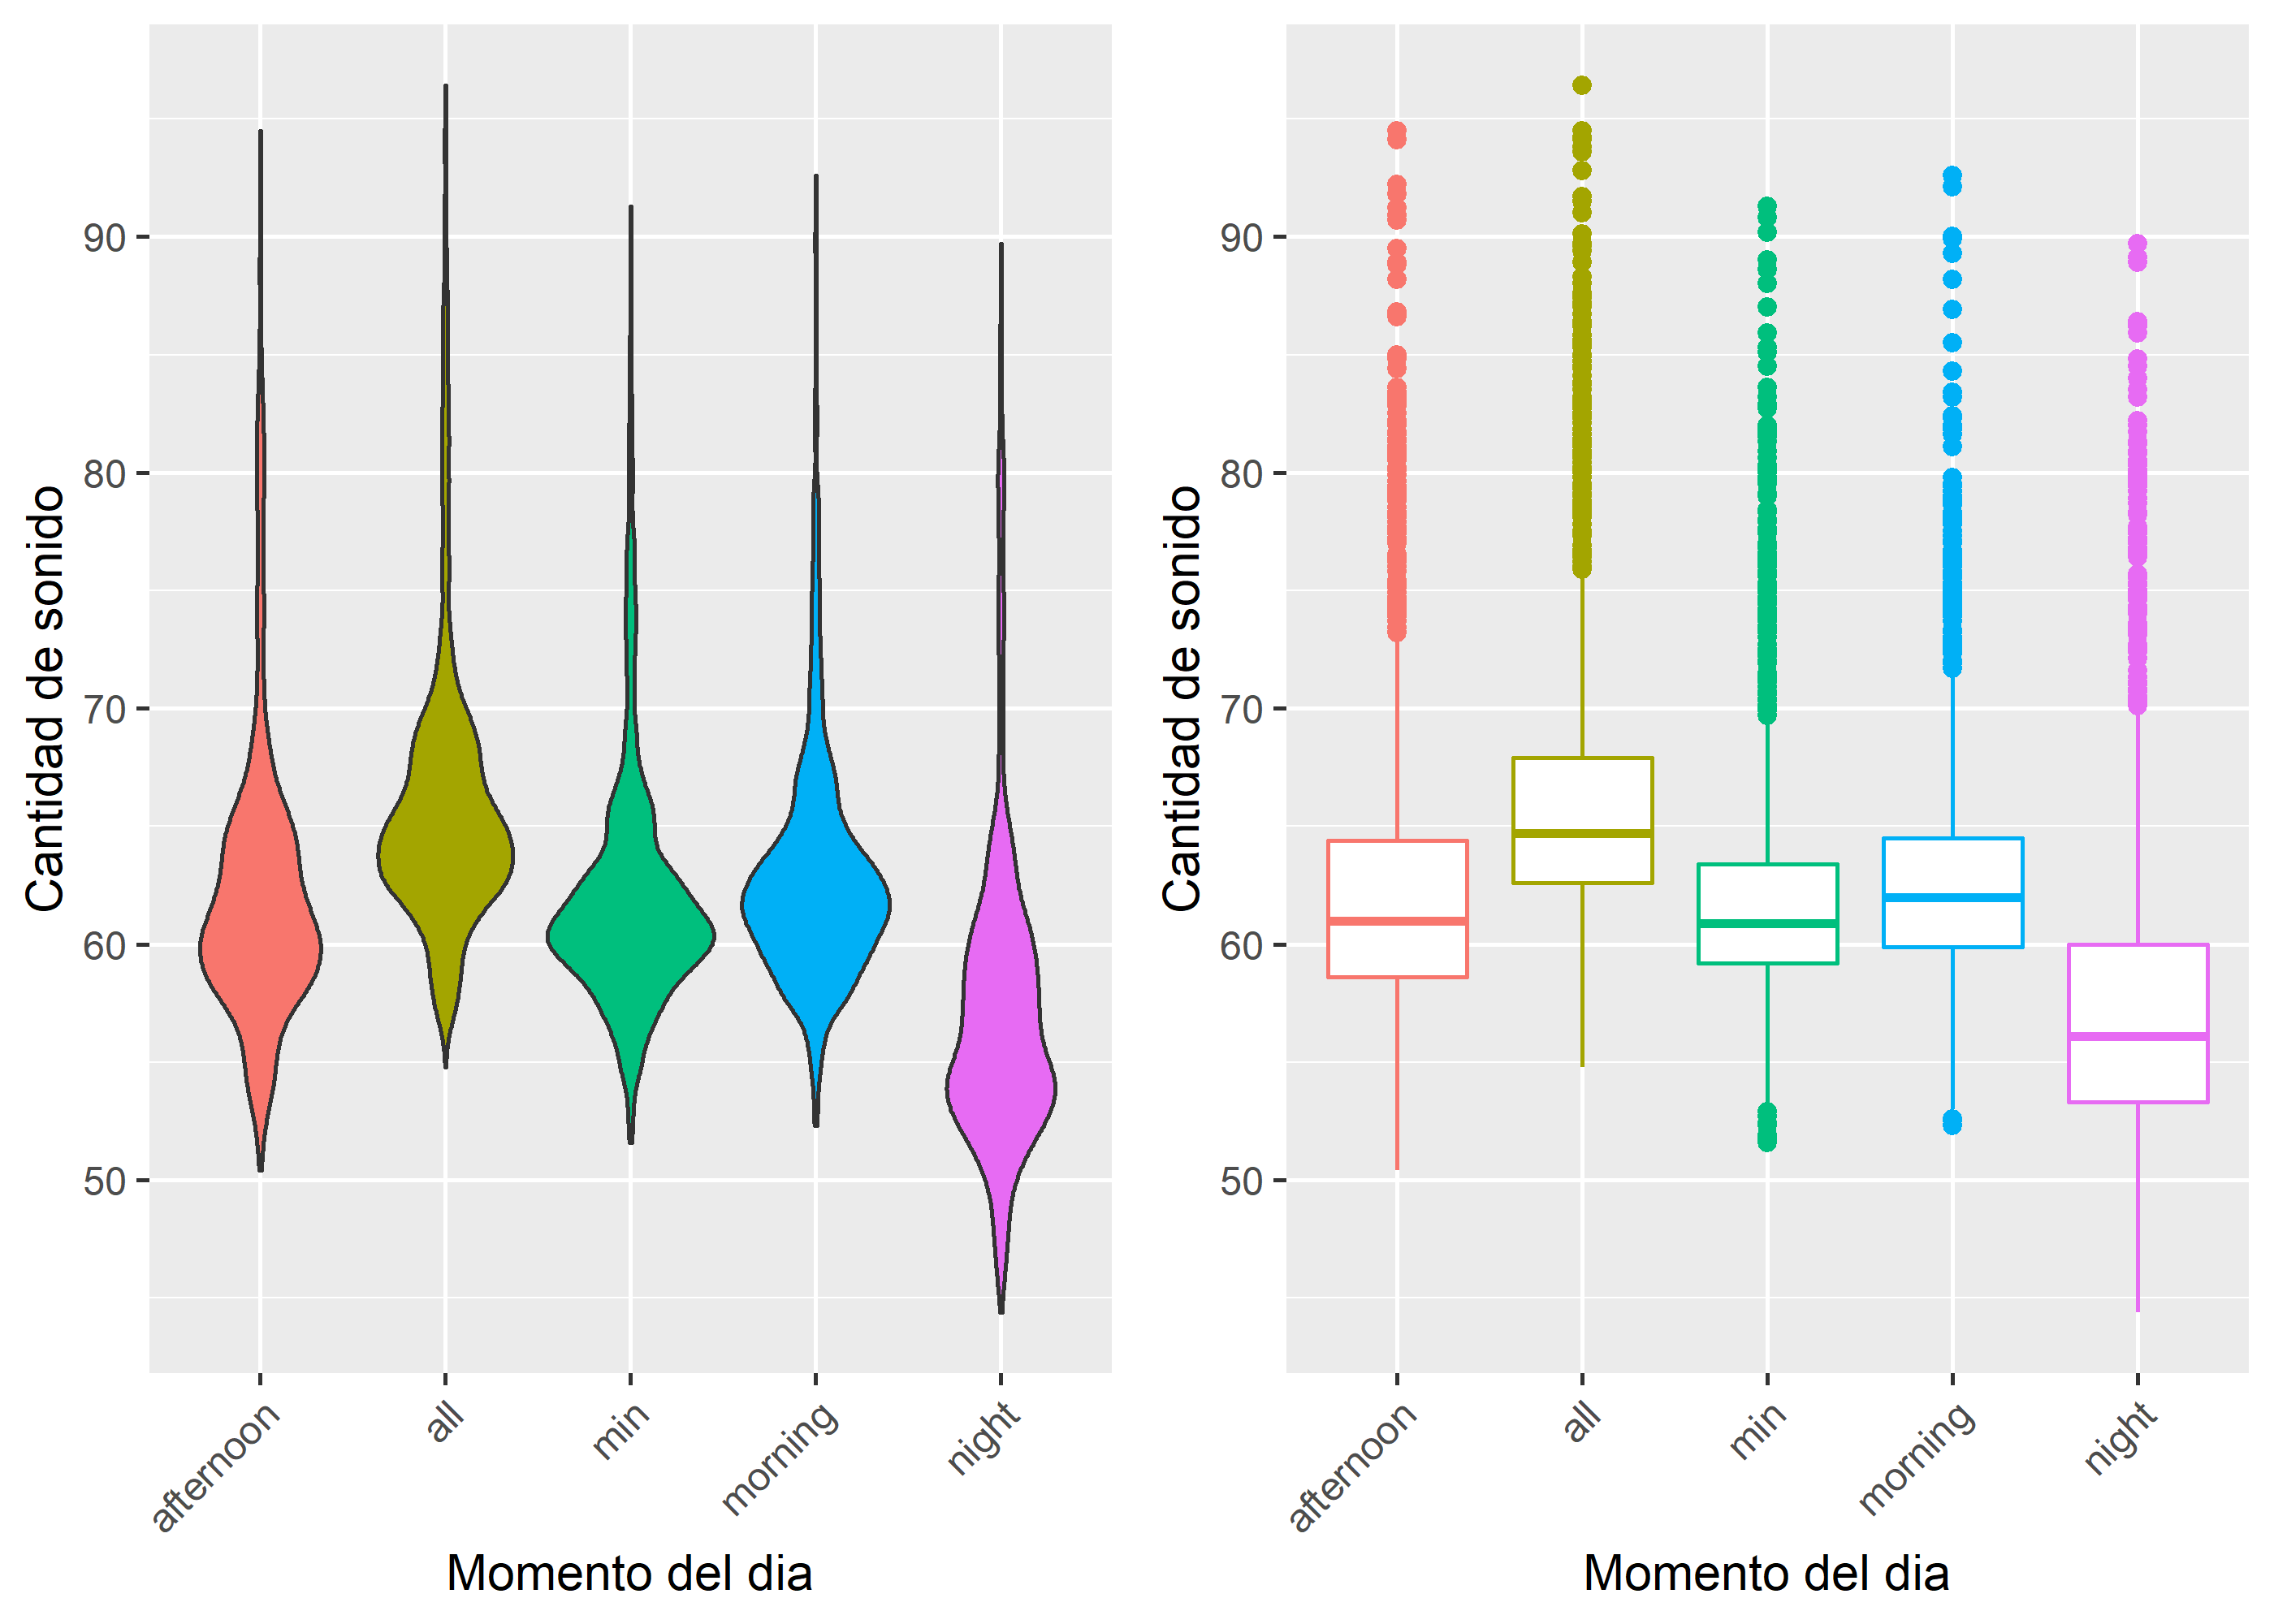 Cantidad de sonido
90
80
70
60
50
afternoon
all
min
morning
night
Momento del dia
Cantidad de sonido
90
80
70
60
50
afternoon
all
min
morning
night
Momento del dia